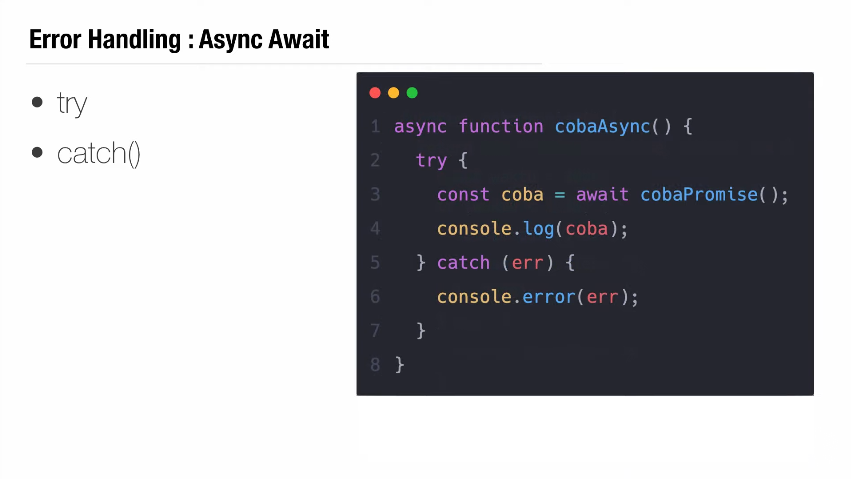 Error Handling : Async Await
• try
• catch()
1 async function cobaAsync() {
2   try {
3     const coba = await cobaPromise();
4     console.log(coba);
5   } catch (err) {
6     console.error(err);
7   }
8 }